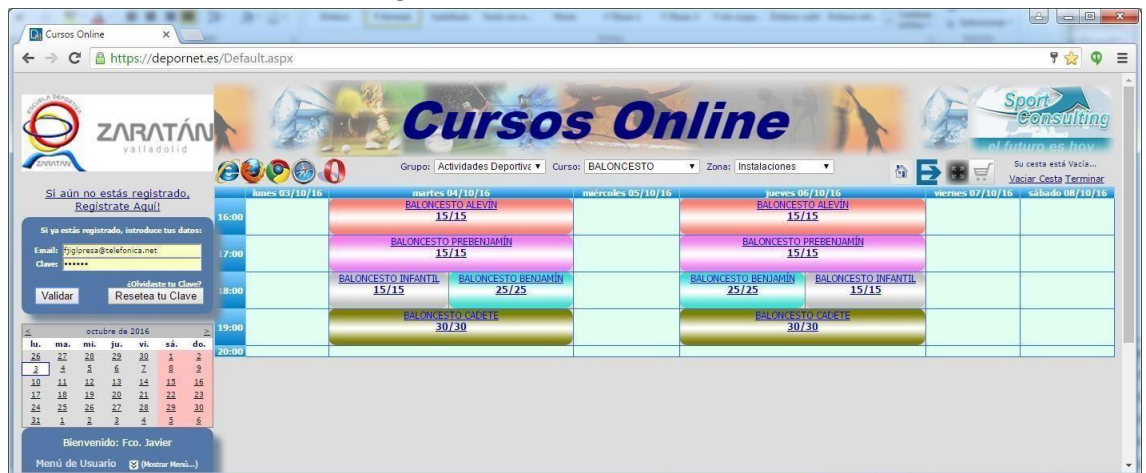 Cursos Online
https://depornet.es/Default.aspx
ESCUELA DEPORTIVA
ZARATÁN
ZARATÁN
valladolid
Cursos Online
Sport Consulting
el futuro es hoy
Grupo: Actividades Deportiva Curso: BALONCESTO Zona: Instalaciones
Su cesta está Vacía...
Vaciar Cesta Terminar
Si aún no estás registrado,
Regístrate Aquí!
Si ya estás registrado, introduce tus datos:
Email: fjiglpresa@telefonica.net
Clave: ••••••
¿Olvidaste tu Clave?
Validar Resetea tu Clave
< octubre de 2016 >
lu. ma. mi. ju. vi. sá. do.
26 27 28 29 30 1 2
3 4 5 6 7 8 9
10 11 12 13 14 15 16
17 18 19 20 21 22 23
24 25 26 27 28 29 30
31 1 2 3 4 5 6
Bienvenido: Fco. Javier
Menú de Usuario (Mostrar Menú...)
lunes 03/10/16 martes 04/10/16 miércoles 05/10/16 jueves 06/10/16 viernes 07/10/16 sábado 08/10/16
16:00
BALONCESTO ALEVÍN BALONCESTO ALEVÍN
15/15 15/15
17:00
BALONCESTO PREBENJAMÍN BALONCESTO PREBENJAMÍN
15/15 15/15
18:00
BALONCESTO INFANTIL BALONCESTO BENJAMÍN BALONCESTO BENJAMÍN BALONCESTO INFANTIL
15/15 25/25 25/25 15/15
19:00
BALONCESTO CADETE BALONCESTO CADETE
30/30 30/30
20:00